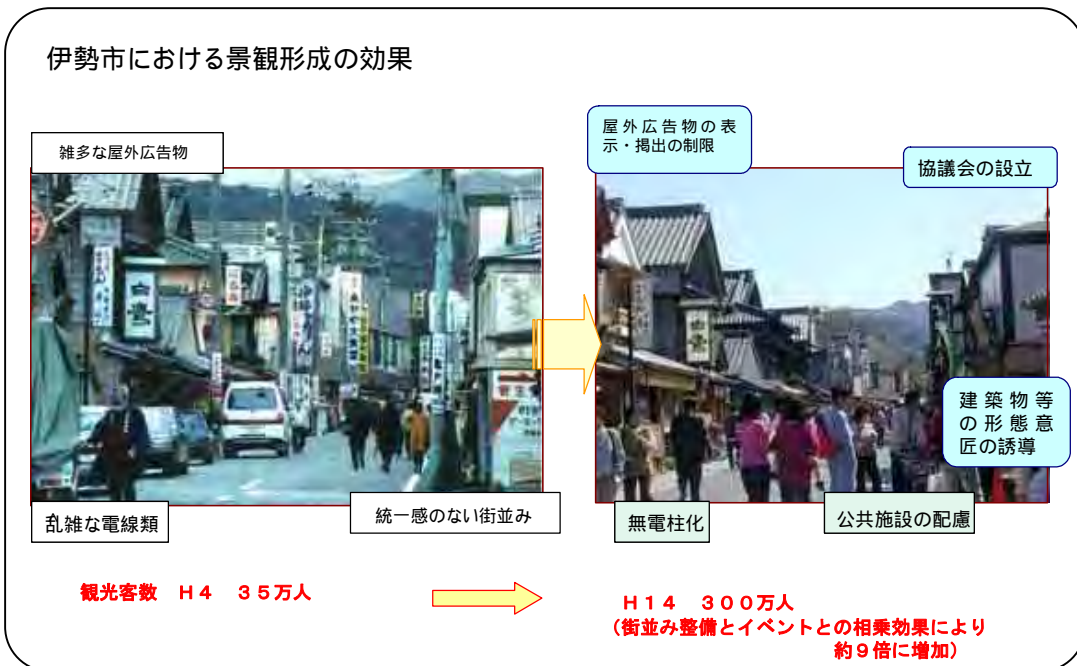 伊勢市における景観形成の効果
雑多な屋外広告物
屋外広告物の表
示・掲出の制限
協議会の設立
白雲
白雲
建築物等
の形態意
匠の誘導
乱雑な電線類
統一感のない街並み
無電柱化
公共施設の配慮
観光客数 H4 35万人
H14 300万人
(街並み整備とイベントとの相乗効果により
約9倍に増加)